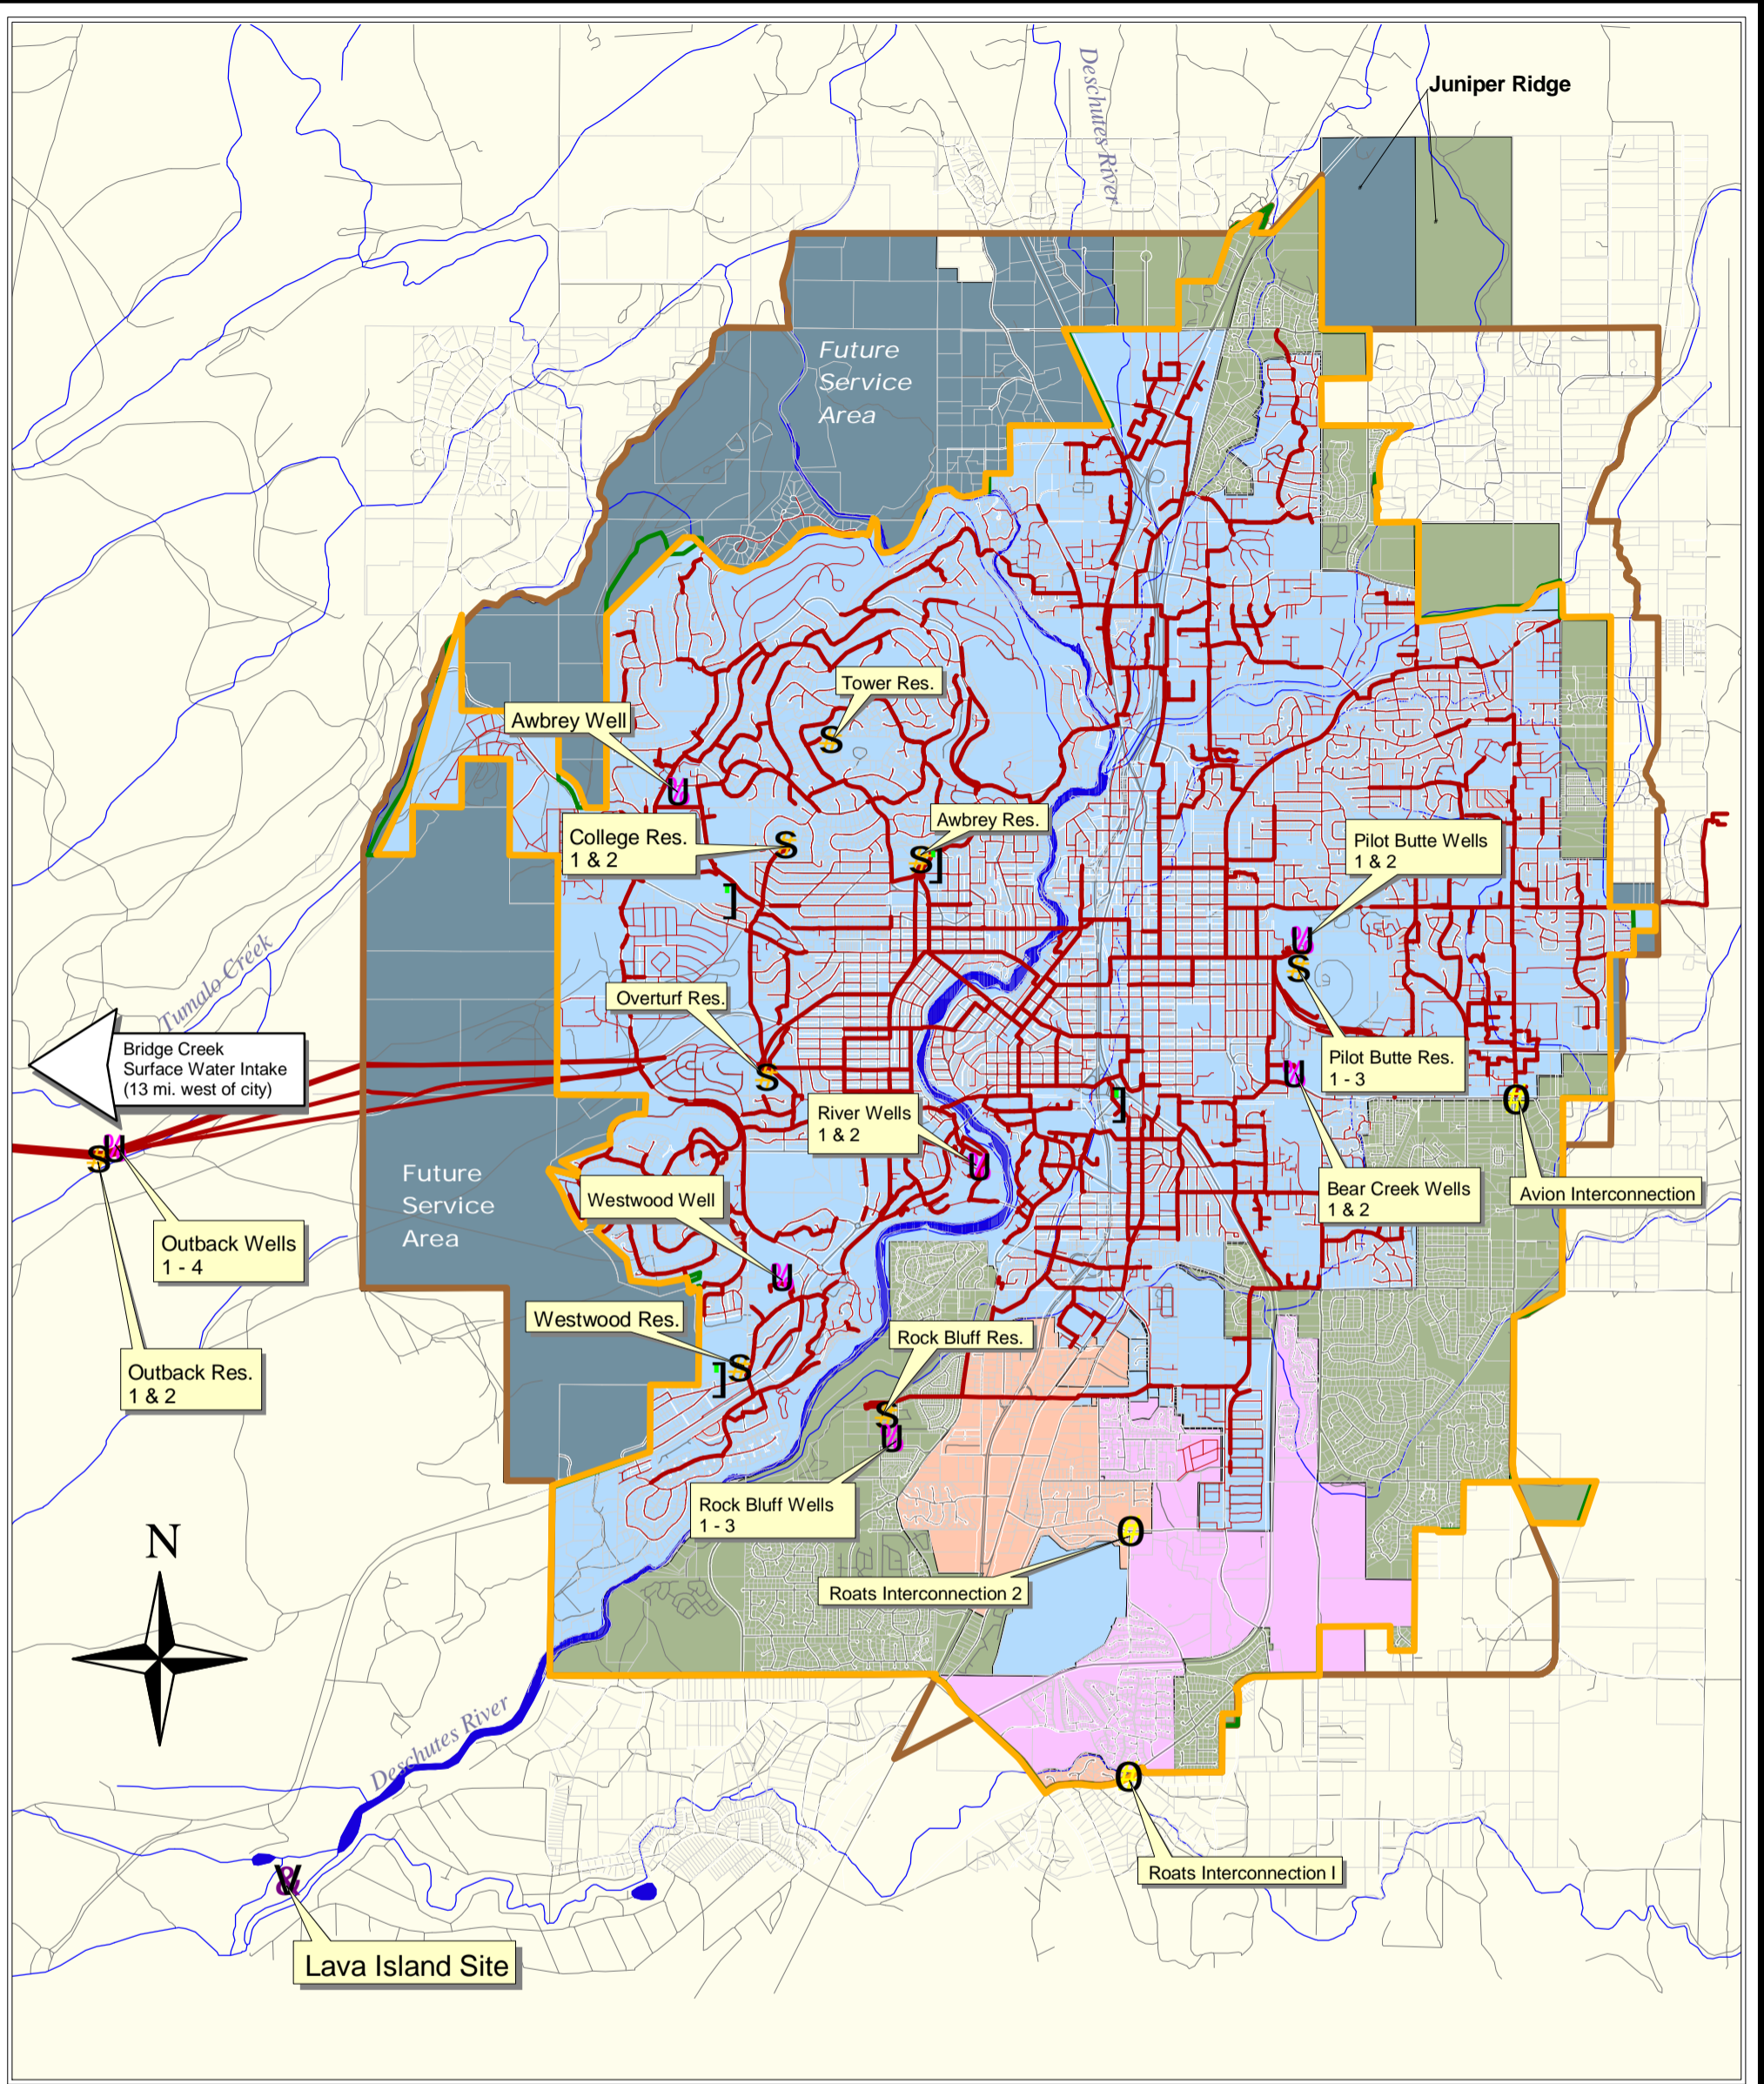 Juniper Ridge
Deschutes River
Future
Service
Area
Tower Res.
S
Awbrey Well
U
College Res.
1 & 2
S
Awbrey Res.
S
]
]
Pilot Butte Wells
1 & 2
U
S
Tumalo Creek
Overturf Res.
S
Bridge Creek
Surface Water Intake
(13 mi. west of city)
Pilot Butte Res.
1 - 3
U
River Wells
1 & 2
]
O
U
S
U
Future
Service
Area
Westwood Well
Bear Creek Wells
1 & 2
Avion Interconnection
Outback Wells
1 - 4
U
Westwood Res.
]
S
Rock Bluff Res.
S
U
Outback Res.
1 & 2
Rock Bluff Wells
1 - 3
N
O
Roats Interconnection 2
Deschutes River
O
Roats Interconnection I
V
&
Lava Island Site